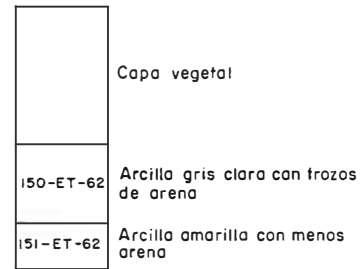 Capa vegetal
150-ET-62
Arcilla gris clara can trozos
de arena
151-ET-62
Arcilla amarilla con menos
arena